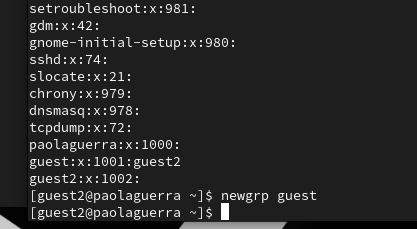 setroubleshoot:x:981:
gdm:x:42:
gnome-initial-setup:x:980:
sshd:x:74:
slocate:x:21:
chrony:x:979:
dnsmasq:x:978:
tcpdump:x:72:
paolaguerra:x:1000:
guest:x:1001:guest2
guest2:x:1002:
[guest2@paolaguerra ~]$ newgrp guest
[guest2@paolaguerra ~]$